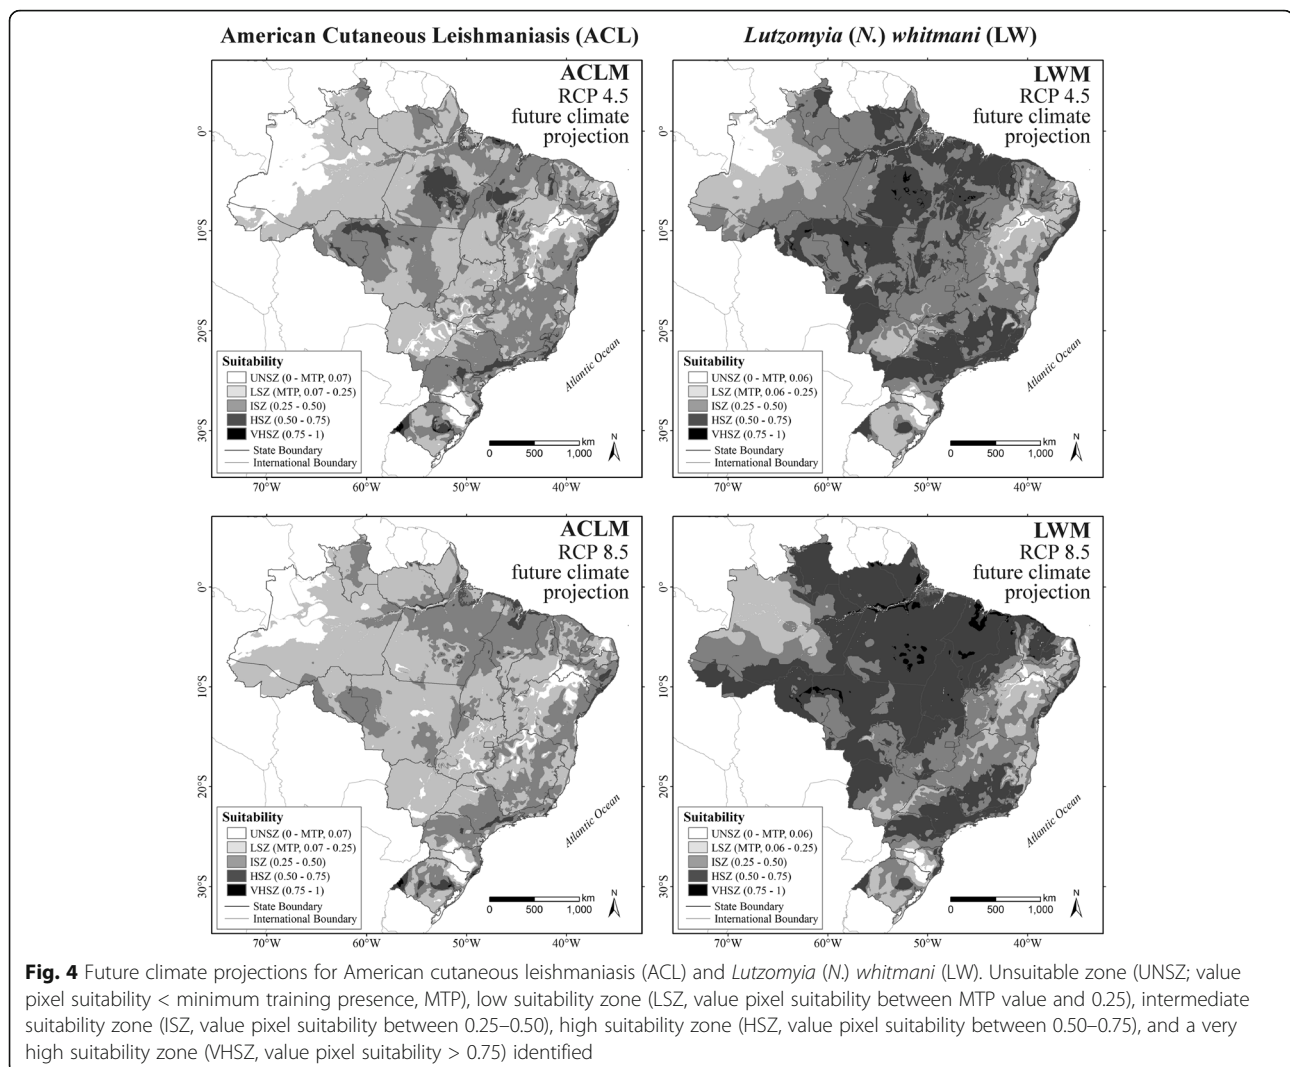 American Cutaneous Leishmaniasis (ACL)
Lutzomyia (N.) whitmani (LW)
ACLM
RCP 4.5
future climate
projection
0°
10°S
20°S
30°S
Atlantic Ocean
Suitability
UNSZ (0 - MTP, 0.07)
LSZ (MTP, 0.07 - 0.25)
ISZ (0.25 - 0.50)
HSZ (0.50 - 0.75)
VHSZ (0.75 - 1)
State Boundary
International Boundary
km
0 500 1,000
N
70°W 60°W 50°W 40°W
LWM
RCP 4.5
future climate
projection
0°
10°S
20°S
30°S
Atlantic Ocean
Suitability
UNSZ (0 - MTP, 0.06)
LSZ (MTP, 0.06 - 0.25)
ISZ (0.25 - 0.50)
HSZ (0.50 - 0.75)
VHSZ (0.75 - 1)
State Boundary
International Boundary
km
0 500 1,000
N
70°W 60°W 50°W 40°W
ACLM
RCP 8.5
future climate
projection
0°
10°S
20°S
30°S
Atlantic Ocean
Suitability
UNSZ (0 - MTP, 0.07)
LSZ (MTP, 0.07 - 0.25)
ISZ (0.25 - 0.50)
HSZ (0.50 - 0.75)
VHSZ (0.75 - 1)
State Boundary
International Boundary
km
0 500 1,000
N
70°W 60°W 50°W 40°W
LWM
RCP 8.5
future climate
projection
0°
10°S
20°S
30°S
Atlantic Ocean
Suitability
UNSZ (0 - MTP, 0.06)
LSZ (MTP, 0.06 - 0.25)
ISZ (0.25 - 0.50)
HSZ (0.50 - 0.75)
VHSZ (0.75 - 1)
State Boundary
International Boundary
km
0 500 1,000
N
70°W 60°W 50°W 40°W
Fig. 4 Future climate projections for American cutaneous leishmaniasis (ACL) and Lutzomyia (N.) whitmani (LW). Unsuitable zone (UNSZ; value
pixel suitability < minimum training presence, MTP), low suitability zone (LSZ, value pixel suitability between MTP value and 0.25), intermediate
suitability zone (ISZ, value pixel suitability between 0.25–0.50), high suitability zone (HSZ, value pixel suitability between 0.50–0.75), and a very
high suitability zone (VHSZ, value pixel suitability > 0.75) identified